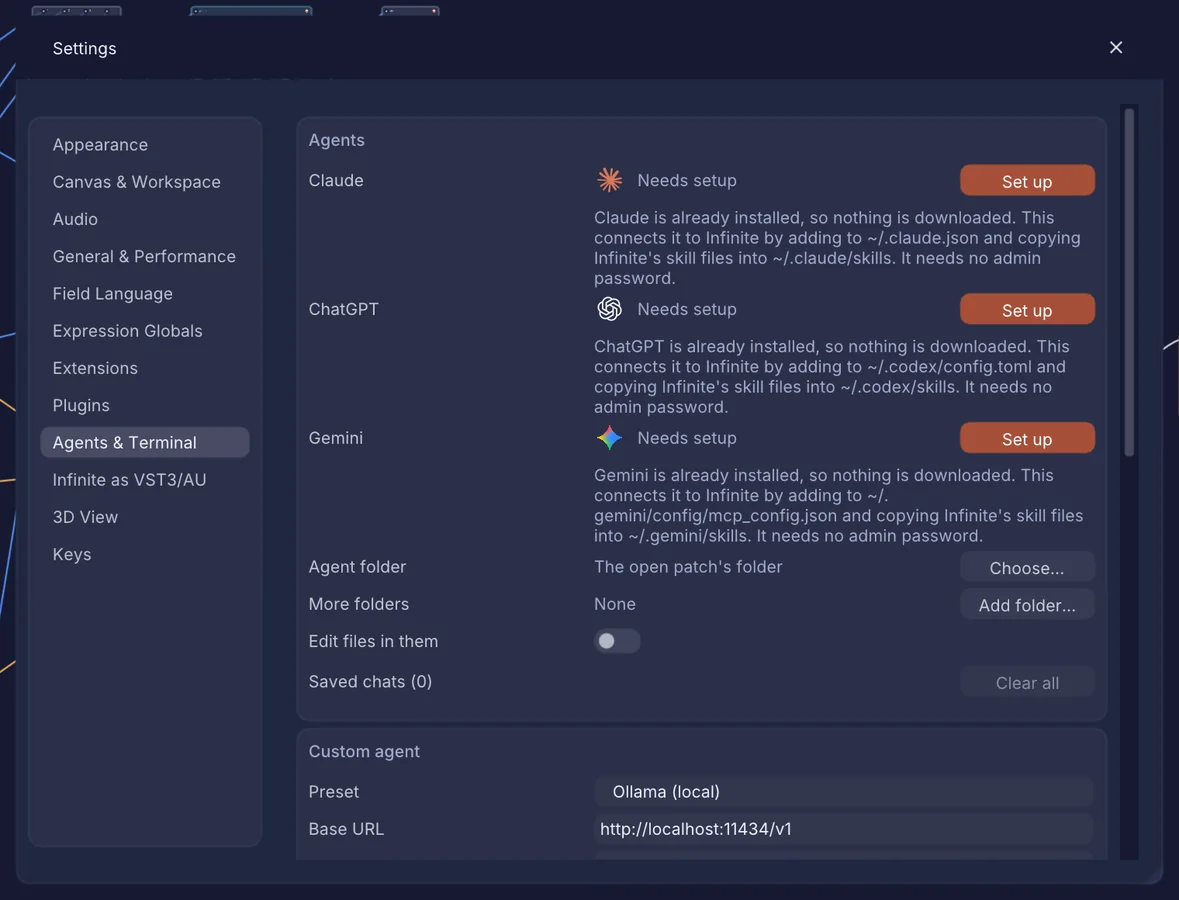 Settings
Appearance
Canvas & Workspace
Audio
General & Performance
Field Language
Expression Globals
Extensions
Plugins
Agents & Terminal
Infinite as VST3/AU
3D View
Keys
Agents
Claude
Needs setup
Set up
Claude is already installed, so nothing is downloaded. This
connects it to Infinite by adding to ~/.claude.json and copying
Infinite's skill files into ~/.claude/skills. It needs no admin
password.
ChatGPT
Needs setup
Set up
ChatGPT is already installed, so nothing is downloaded. This
connects it to Infinite by adding to ~/.codex/config.toml and
copying Infinite's skill files into ~/.codex/skills. It needs no
admin password.
Gemini
Needs setup
Set up
Gemini is already installed, so nothing is downloaded. This
connects it to Infinite by adding to ~/.
gemini/config/mcp_config.json and copying Infinite's skill files
into ~/.gemini/skills. It needs no admin password.
Agent folder
The open patch's folder
Choose...
More folders
None
Add folder...
Edit files in them
Saved chats (0)
Clear all
Custom agent
Preset
Ollama (local)
Base URL
http://localhost:11434/v1